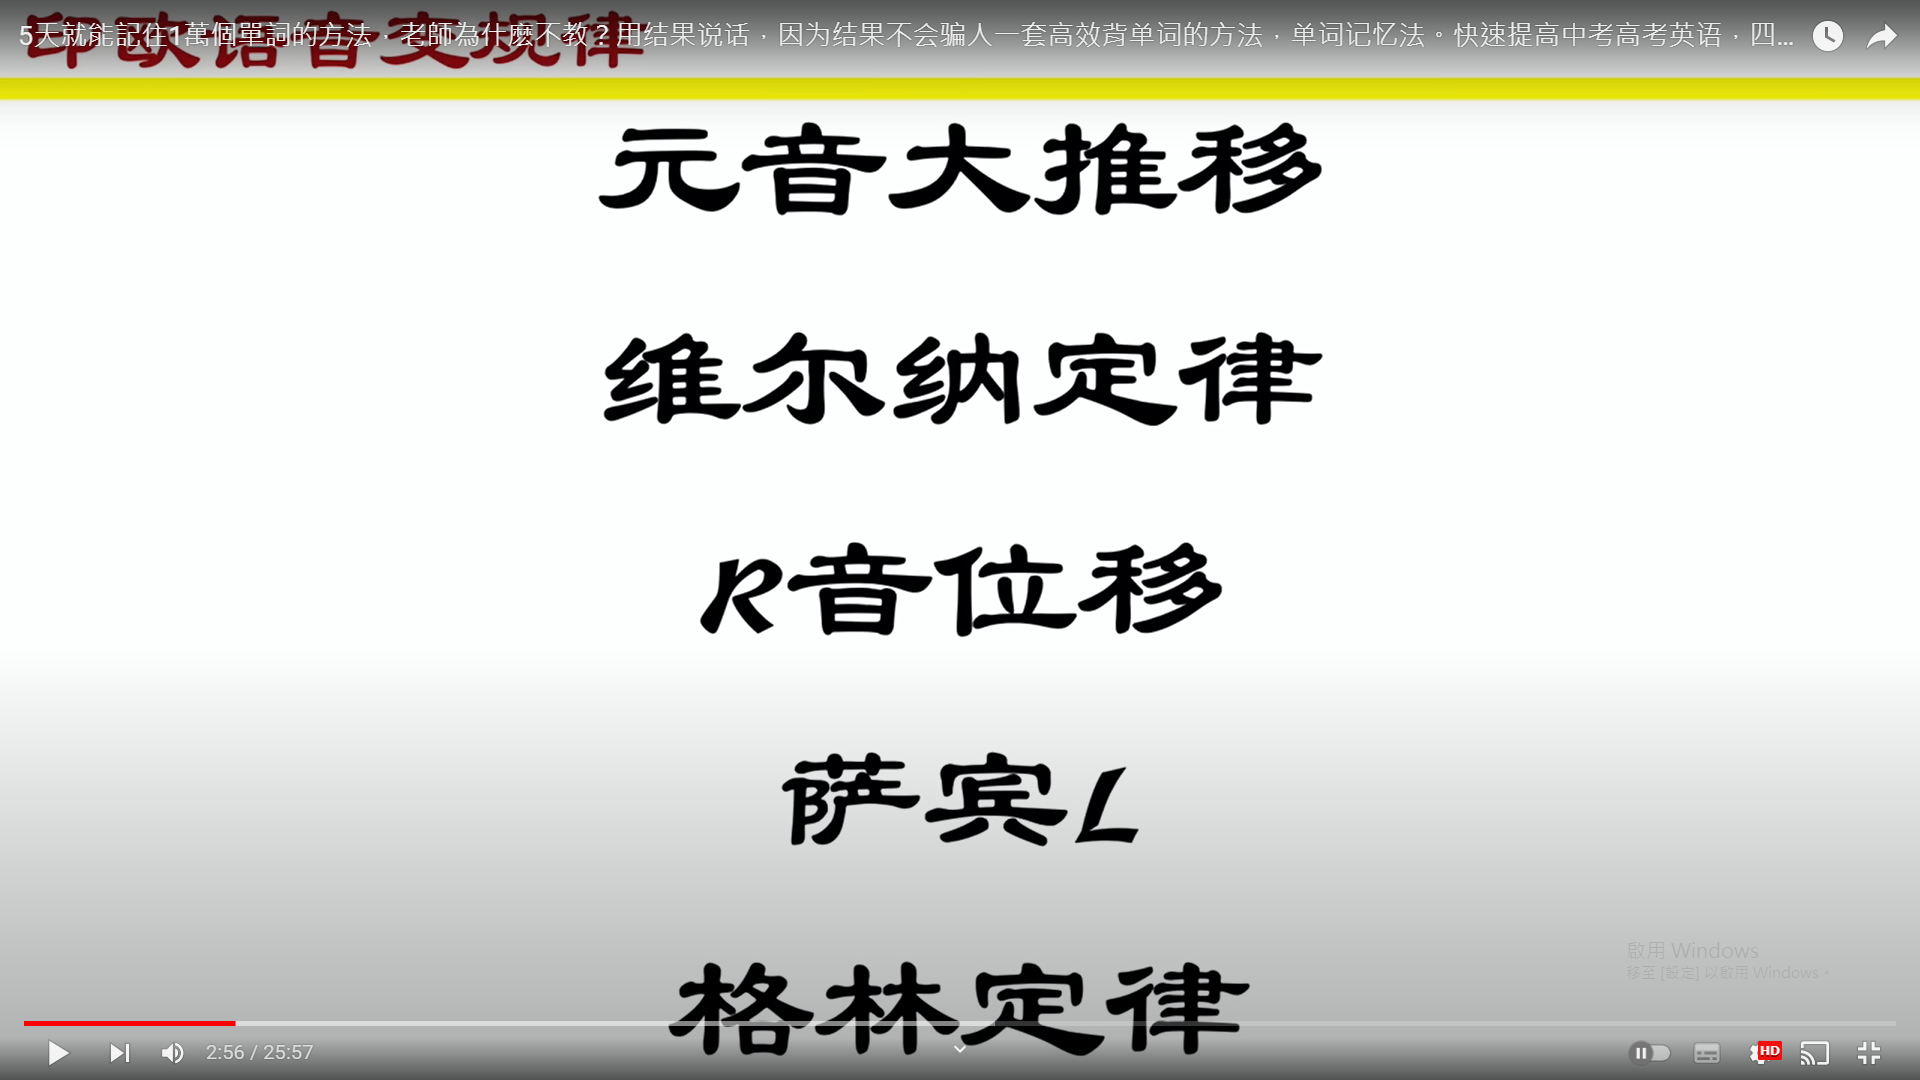 5天就能記住1萬個單詞的方法，老師為什麼不教？用结果说话，因为结果不会骗人一套高效背单词的方法，单词记忆法。快速提高中考高考英语，四...
印欧语音变规律
元音大推移
维尔纳定律
R音位移
萨宾L
格林定律
啟用 Windows
移至 [設定] 以啟用 Windows。
2:56 / 25:57
HD